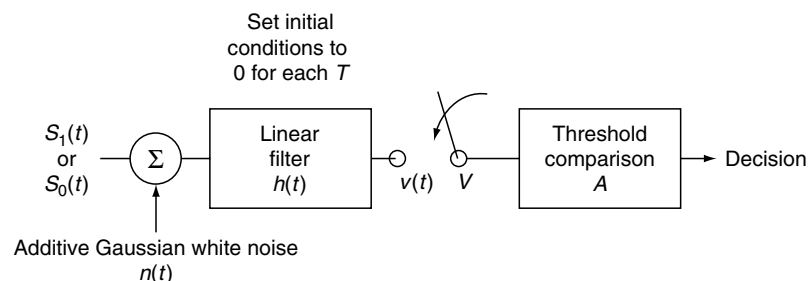 Set initial
conditions to
0 for each T
S₁(t)
or
S₀(t)
Σ
Linear
filter
h(t)
v(t)
V
Threshold
comparison
A
Decision
Additive Gaussian white noise
n(t)